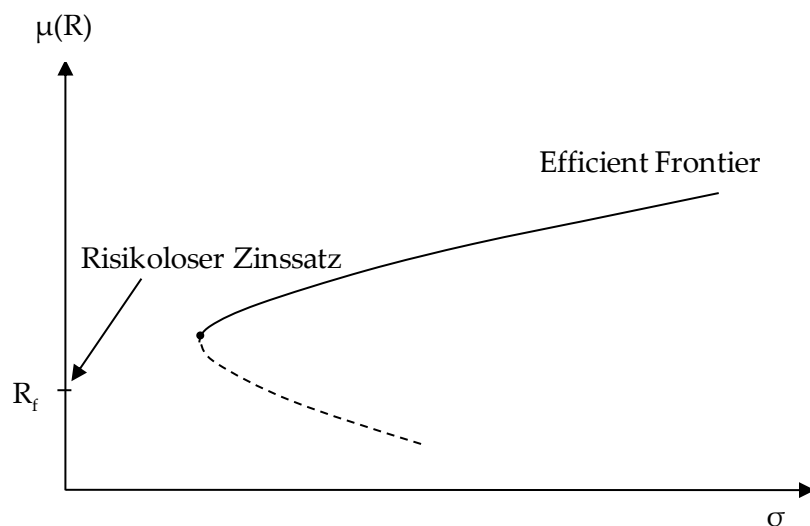 μ(R)
Efficient Frontier
Risikoloser Zinssatz
R_f
σ